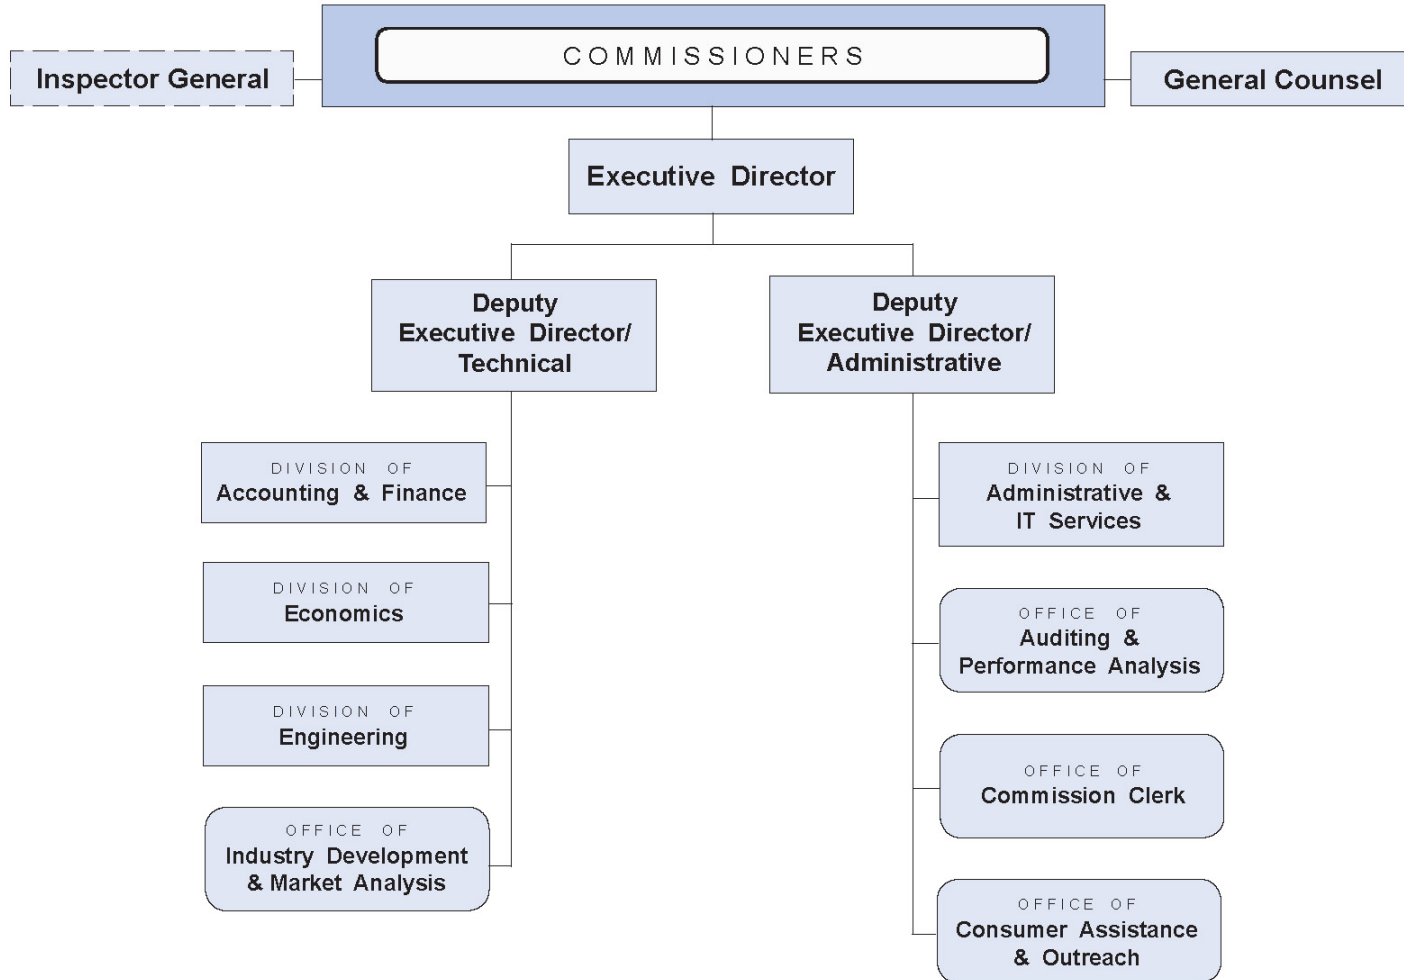 COMMISSIONERS
Inspector General
General Counsel
Executive Director
Deputy
Executive Director/
Technical
Deputy
Executive Director/
Administrative
DIVISION OF
Accounting & Finance
DIVISION OF
Economics
DIVISION OF
Engineering
OFFICE OF
Industry Development
& Market Analysis
DIVISION OF
Administrative &
IT Services
OFFICE OF
Auditing &
Performance Analysis
OFFICE OF
Commission Clerk
OFFICE OF
Consumer Assistance
& Outreach